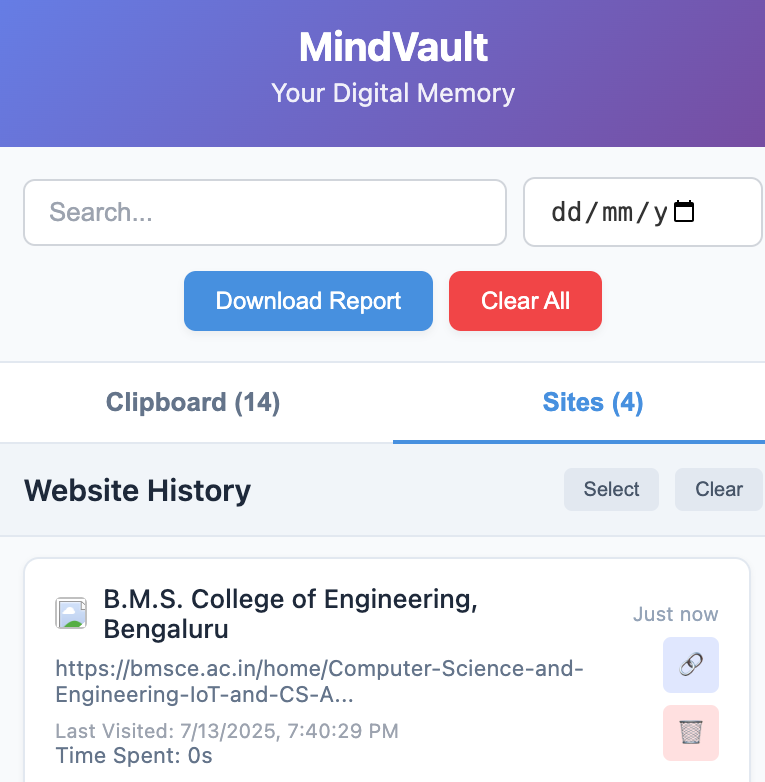 MindVault
Your Digital Memory
Search...
dd/mm/y
Download Report
Clear All
Clipboard (14)
Sites (4)
Website History
Select
Clear
B.M.S. College of Engineering,
Bengaluru
Just now
https://bmsce.ac.in/home/Computer-Science-and-
Engineering-IoT-and-CS-A...
Last Visited: 7/13/2025, 7:40:29 PM
Time Spent: 0s